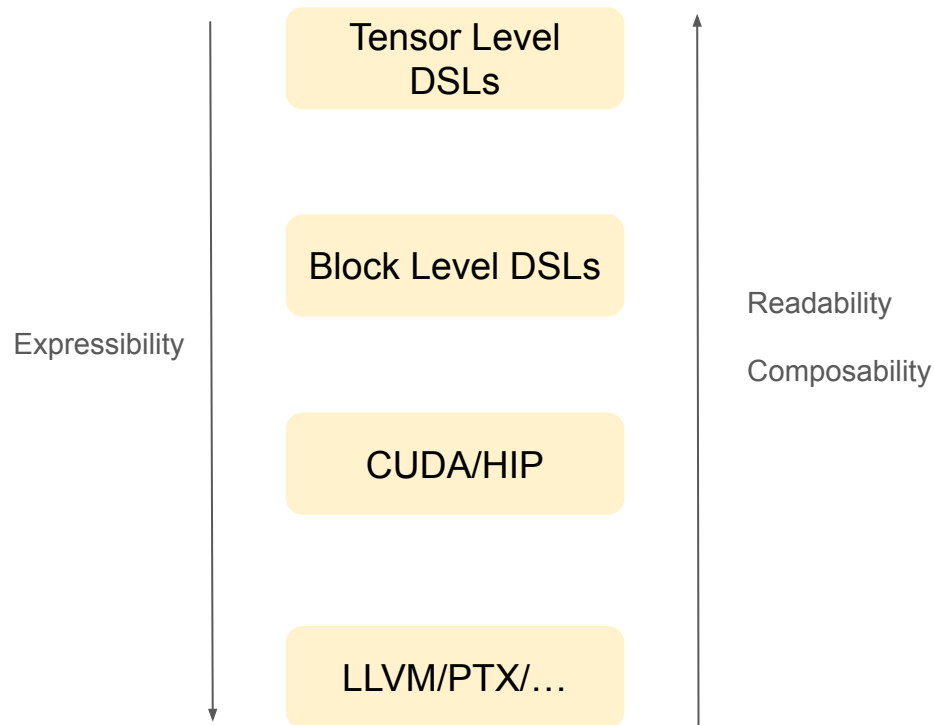 Tensor Level
DSLs
Block Level DSLs
Readability
Expressibility
Composability
CUDA/HIP
LLVM/PTX/…